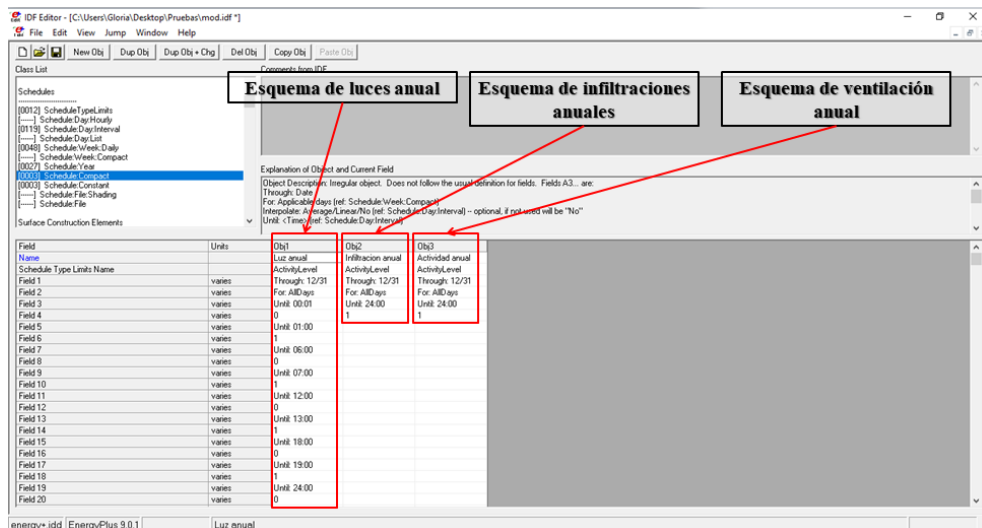 IDF Editor - [C:\Users\Gloria\Desktop\Pruebas\mod.idf *]
File Edit View Jump Window Help
New Obj Dup Obj Dup Obj + Chg Del Obj Copy Obj Paste Obj
Class List
Comments from IDF
Esquema de luces anual
Esquema de infiltraciones
anuales
Esquema de ventilación
anual
Schedules
[0012] ScheduleTypeLimits
[-----] Schedule:Day:Hourly
[0119] Schedule:Day:Interval
[-----] Schedule:Day:List
[0048] Schedule:Week:Daily
[-----] Schedule:Week:Compact
[0027] Schedule:Year
[0003] Schedule:Compact
[0003] Schedule:Constant
[-----] Schedule:File:Shading
[-----] Schedule:File
Surface Construction Elements
Explanation of Object and Current Field
Object Description: Irregular object. Does not follow the usual definition for fields. Fields A3... are:
Through: Date
For: Applicable days (ref: Schedule:Week:Compact)
Interpolate: Average/Linear/No (ref: Schedule:Day:Interval) -- optional, if not used will be "No"
Until: <Time> (ref: Schedule:Day:Interval)
Field Units Obj1 Obj2 Obj3
Name Luz anual Infiltracion anual Actividad anual
Schedule Type Limits Name ActivityLevel ActivityLevel ActivityLevel
Field 1 varies Through: 12/31 Through: 12/31 Through: 12/31
Field 2 varies For: AllDays For: AllDays For: AllDays
Field 3 varies Until: 00:01 Until: 24:00 Until: 24:00
Field 4 varies 0 1 1
Field 5 varies Until: 01:00
Field 6 varies 1
Field 7 varies Until: 06:00
Field 8 varies 0
Field 9 varies Until: 07:00
Field 10 varies 1
Field 11 varies Until: 12:00
Field 12 varies 0
Field 13 varies Until: 13:00
Field 14 varies 1
Field 15 varies Until: 18:00
Field 16 varies 0
Field 17 varies Until: 19:00
Field 18 varies 1
Field 19 varies Until: 24:00
Field 20 varies 0
energy+.idd EnergyPlus 9.0.1 Luz anual